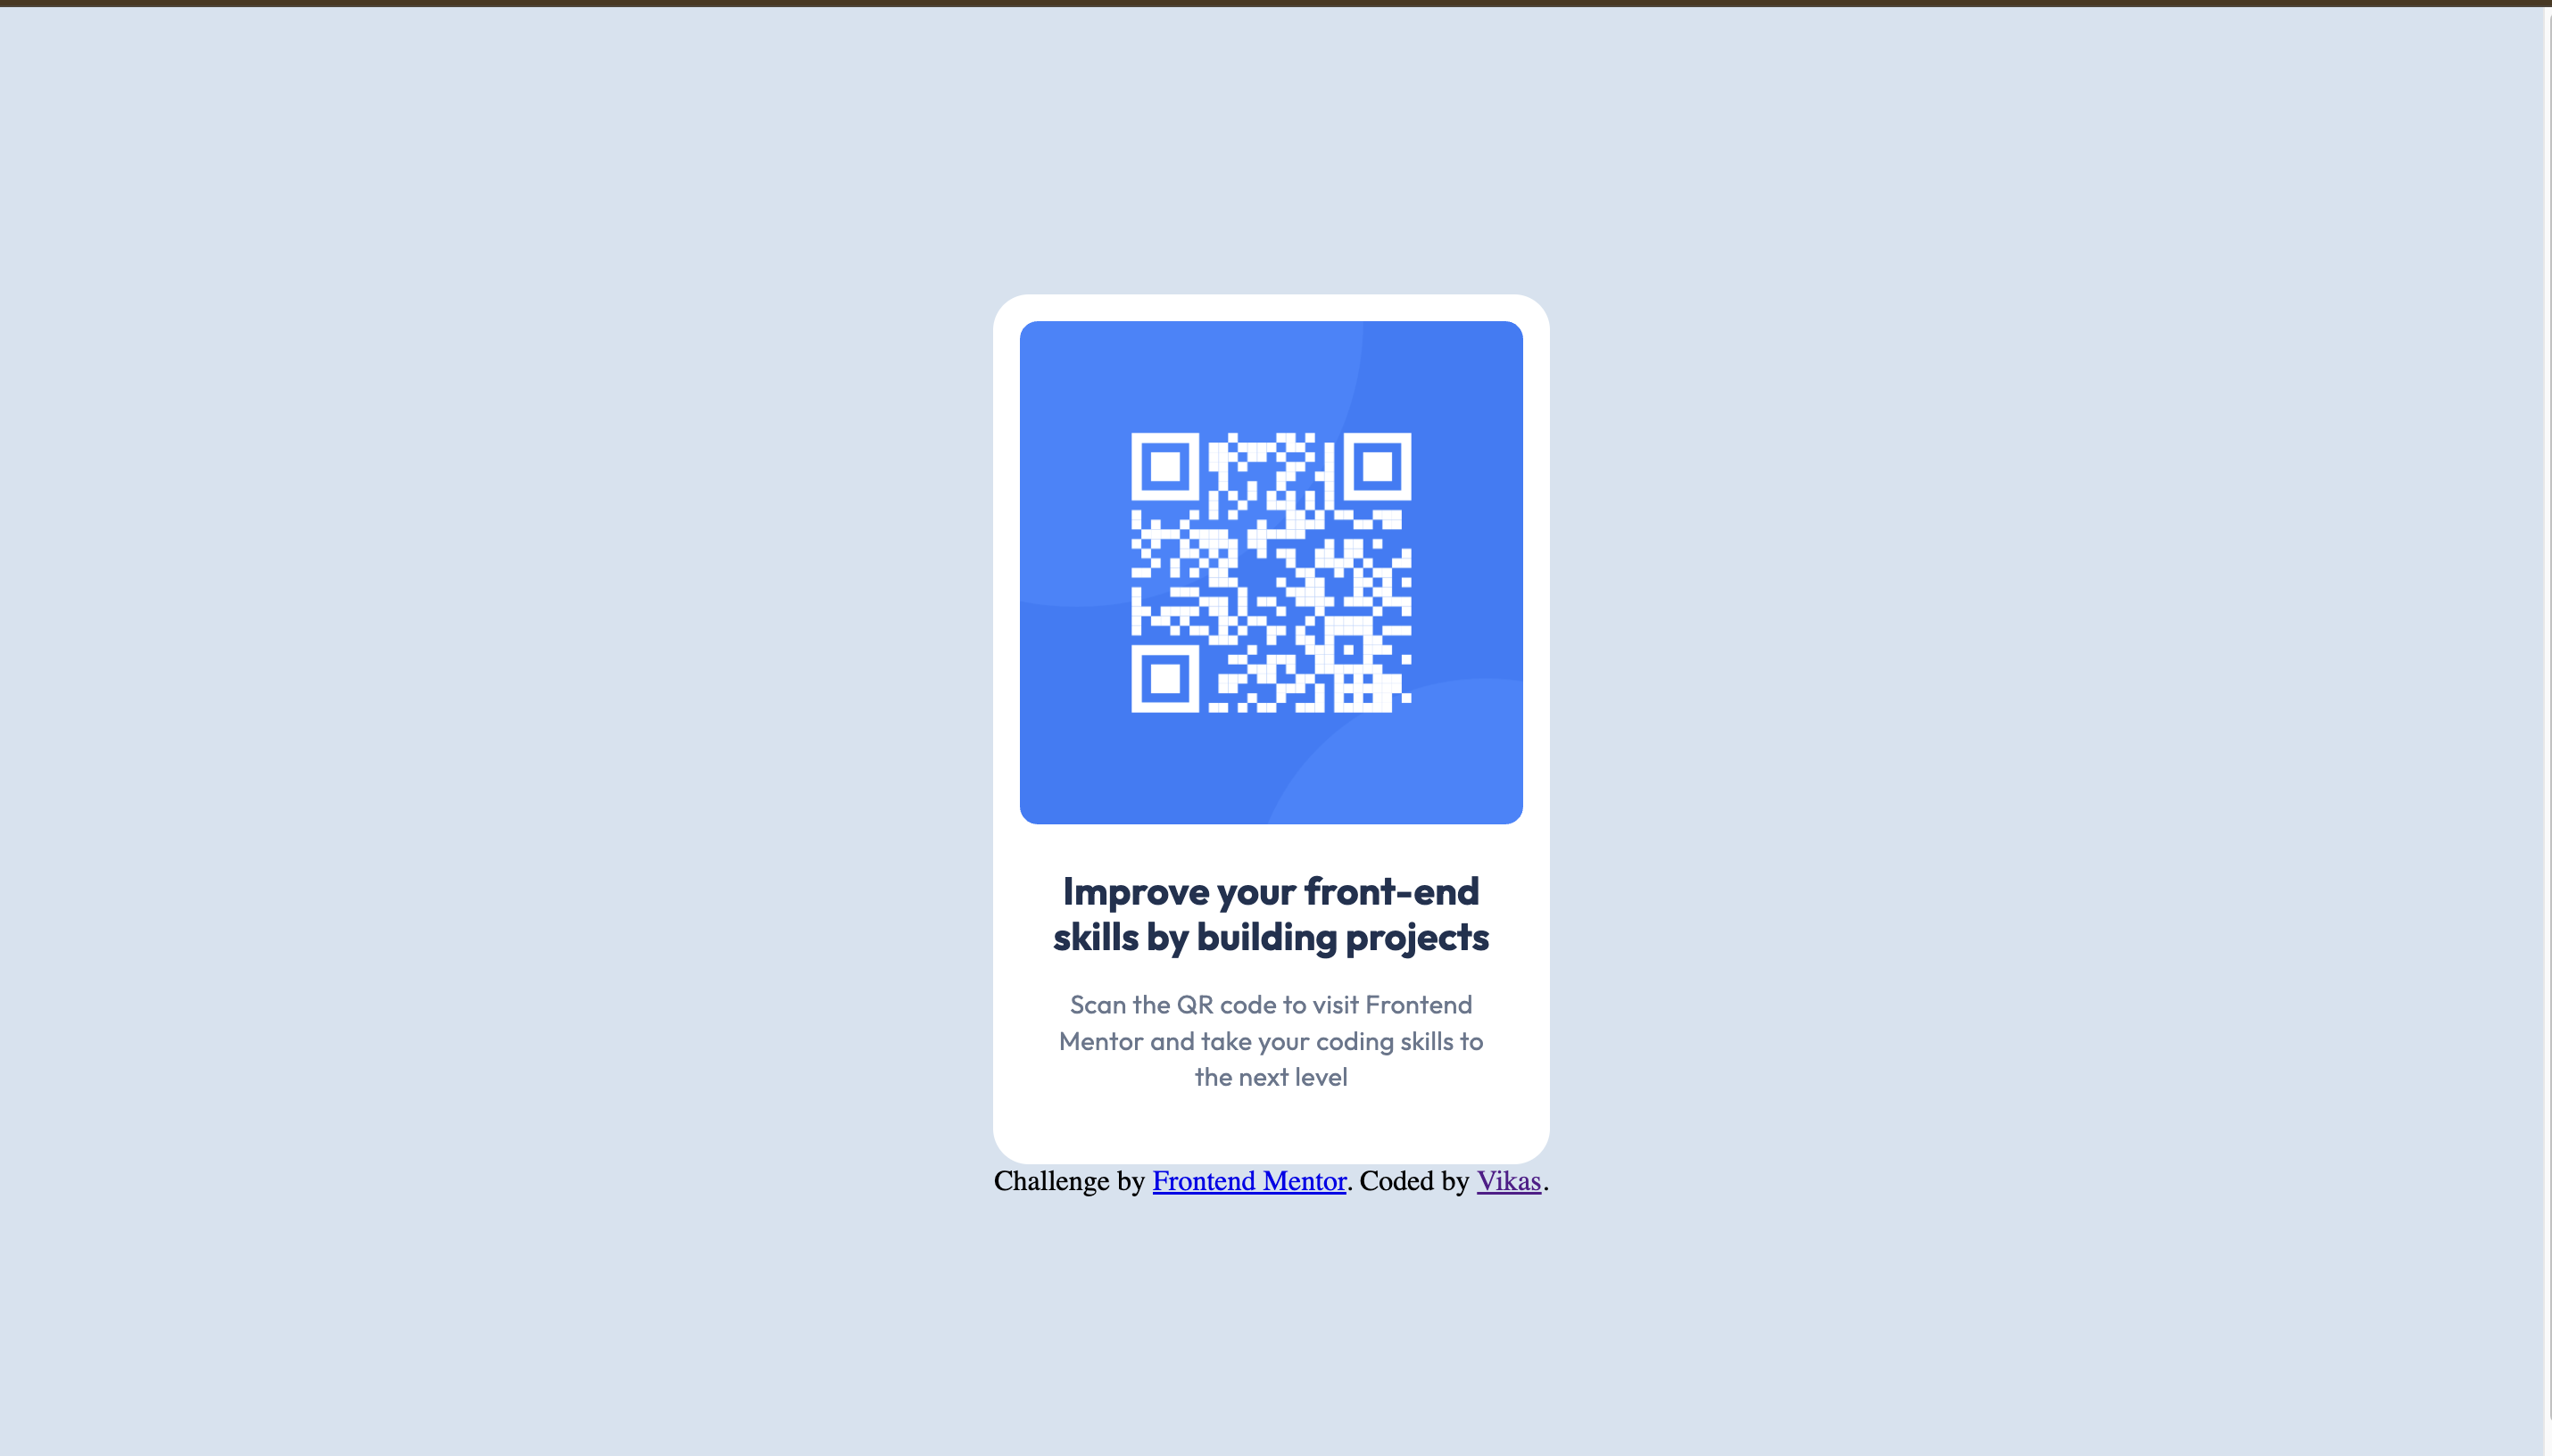 Improve your front-end
skills by building projects
Scan the QR code to visit Frontend
Mentor and take your coding skills to
the next level
Challenge by Frontend Mentor. Coded by Vikas.